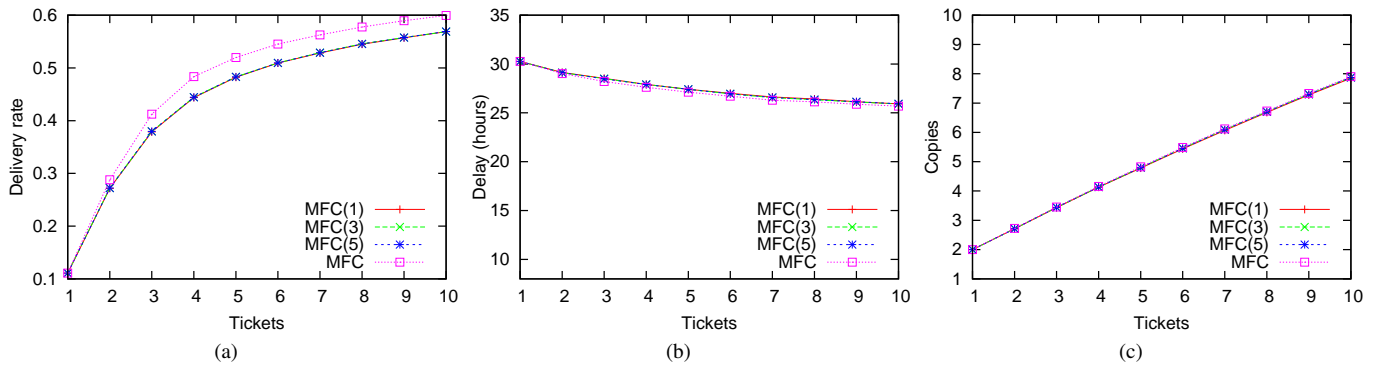 0.6
0.5
0.4
0.3
0.2
0.1
Delivery rate
MFC(1)
MFC(3)
MFC(5)
MFC
1 2 3 4 5 6 7 8 9 10
Tickets
(a)
35
30
25
20
15
10
Delay (hours)
MFC(1)
MFC(3)
MFC(5)
MFC
1 2 3 4 5 6 7 8 9 10
Tickets
(b)
10
9
8
7
6
5
4
3
2
1
Copies
MFC(1)
MFC(3)
MFC(5)
MFC
1 2 3 4 5 6 7 8 9 10
Tickets
(c)